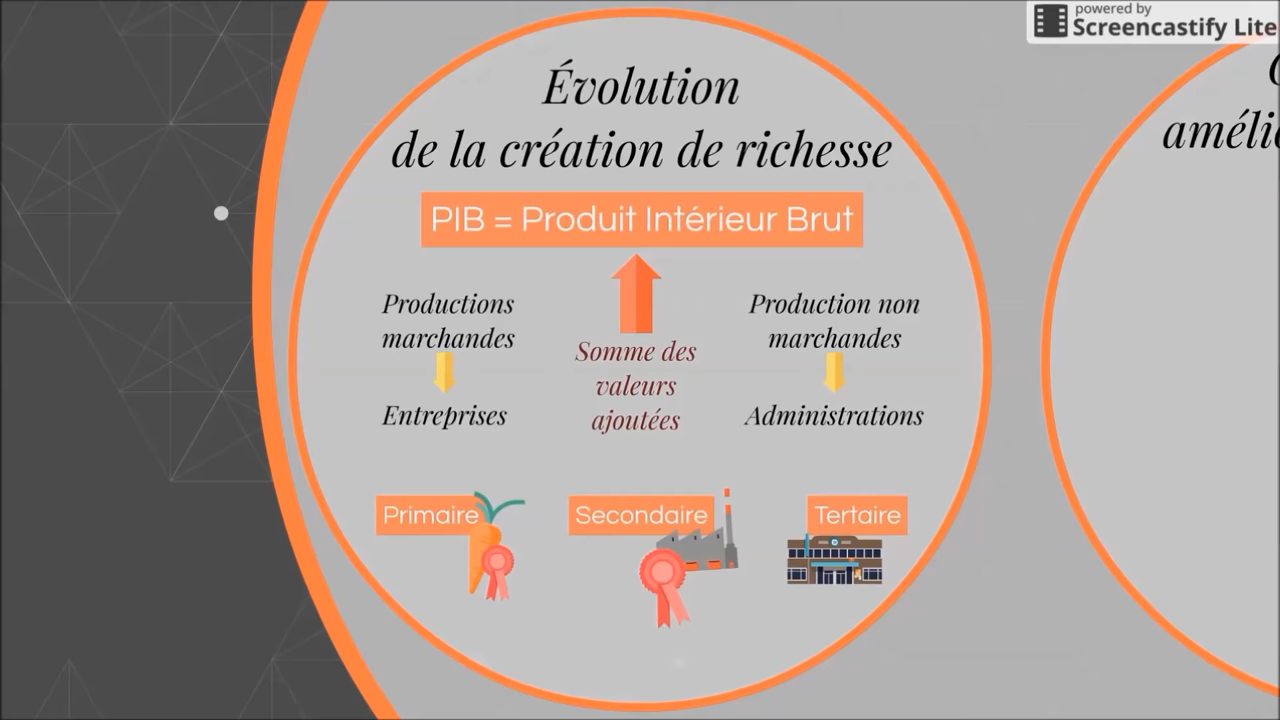 powered by
Screencastify Lite
Évolution
de la création de richesse
PIB = Produit Intérieur Brut
Productions
marchandes
Entreprises
Somme des
valeurs
ajoutées
Production non
marchandes
Administrations
Primaire
Secondaire
Tertaire